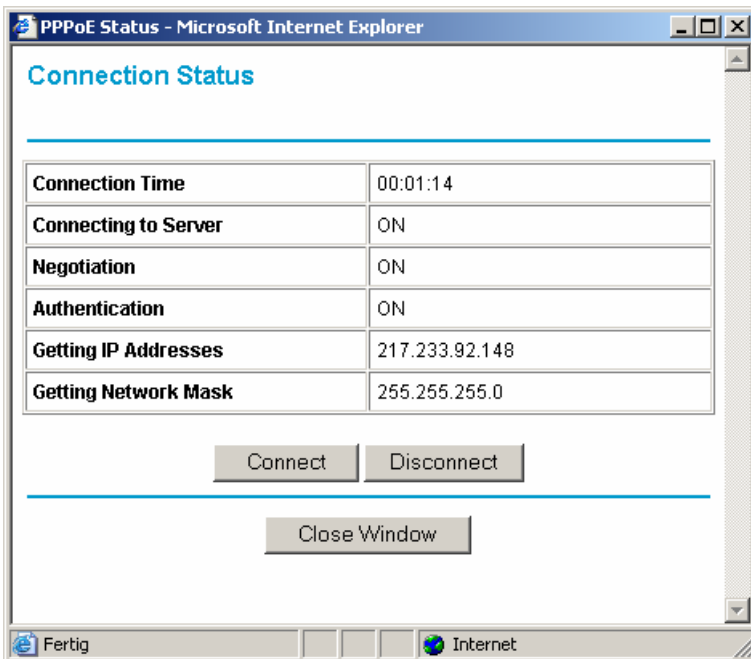 PPPoE Status - Microsoft Internet Explorer
Connection Status
Connection Time 00:01:14
Connecting to Server ON
Negotiation ON
Authentication ON
Getting IP Addresses 217.233.92.148
Getting Network Mask 255.255.255.0
Connect Disconnect
Close Window
Fertig Internet